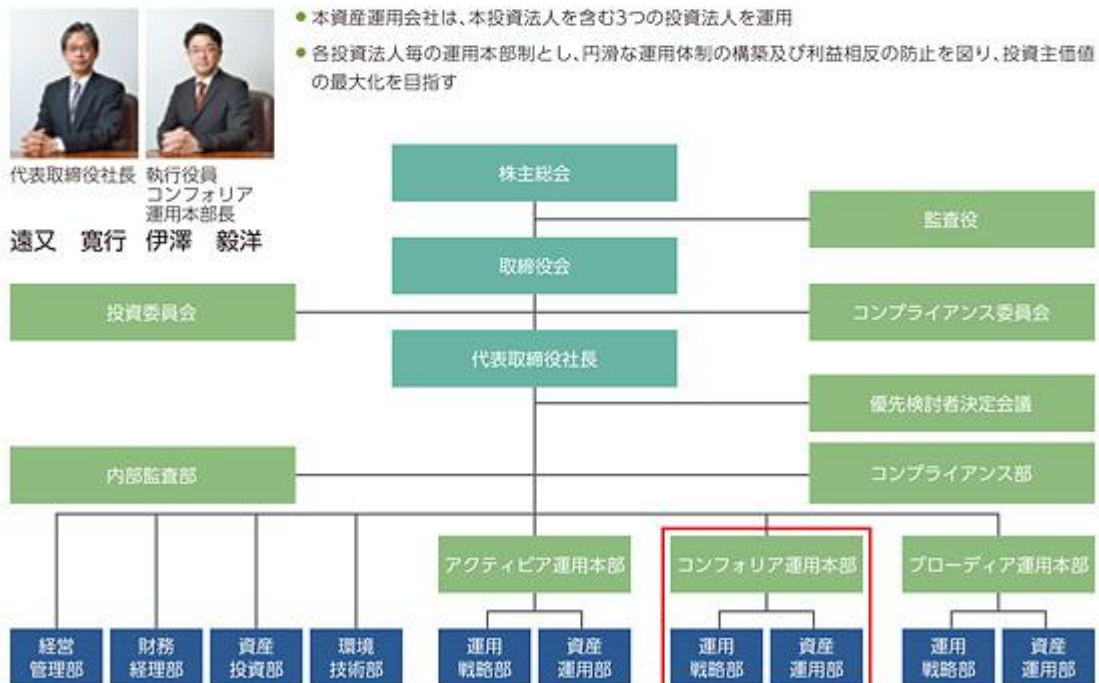 ● 本資産運用会社は、本投資法人を含む3つの投資法人を運用
● 各投資法人毎の運用本部制とし、円滑な運用体制の構築及び利益相反の防止を図り、投資主価値
の最大化を目指す
代表取締役社長
遠又 寛行
執行役員
コンフォリア
運用本部長
伊澤 毅洋
株主総会
監査役
取締役会
投資委員会
コンプライアンス委員会
代表取締役社長
優先検討者決定会議
内部監査部
コンプライアンス部
アクティビア運用本部
コンフォリア運用本部
ブローディア運用本部
経営
管理部
財務
経理部
資産
投資部
環境
技術部
運用
戦略部
資産
運用部
運用
戦略部
資産
運用部
運用
戦略部
資産
運用部